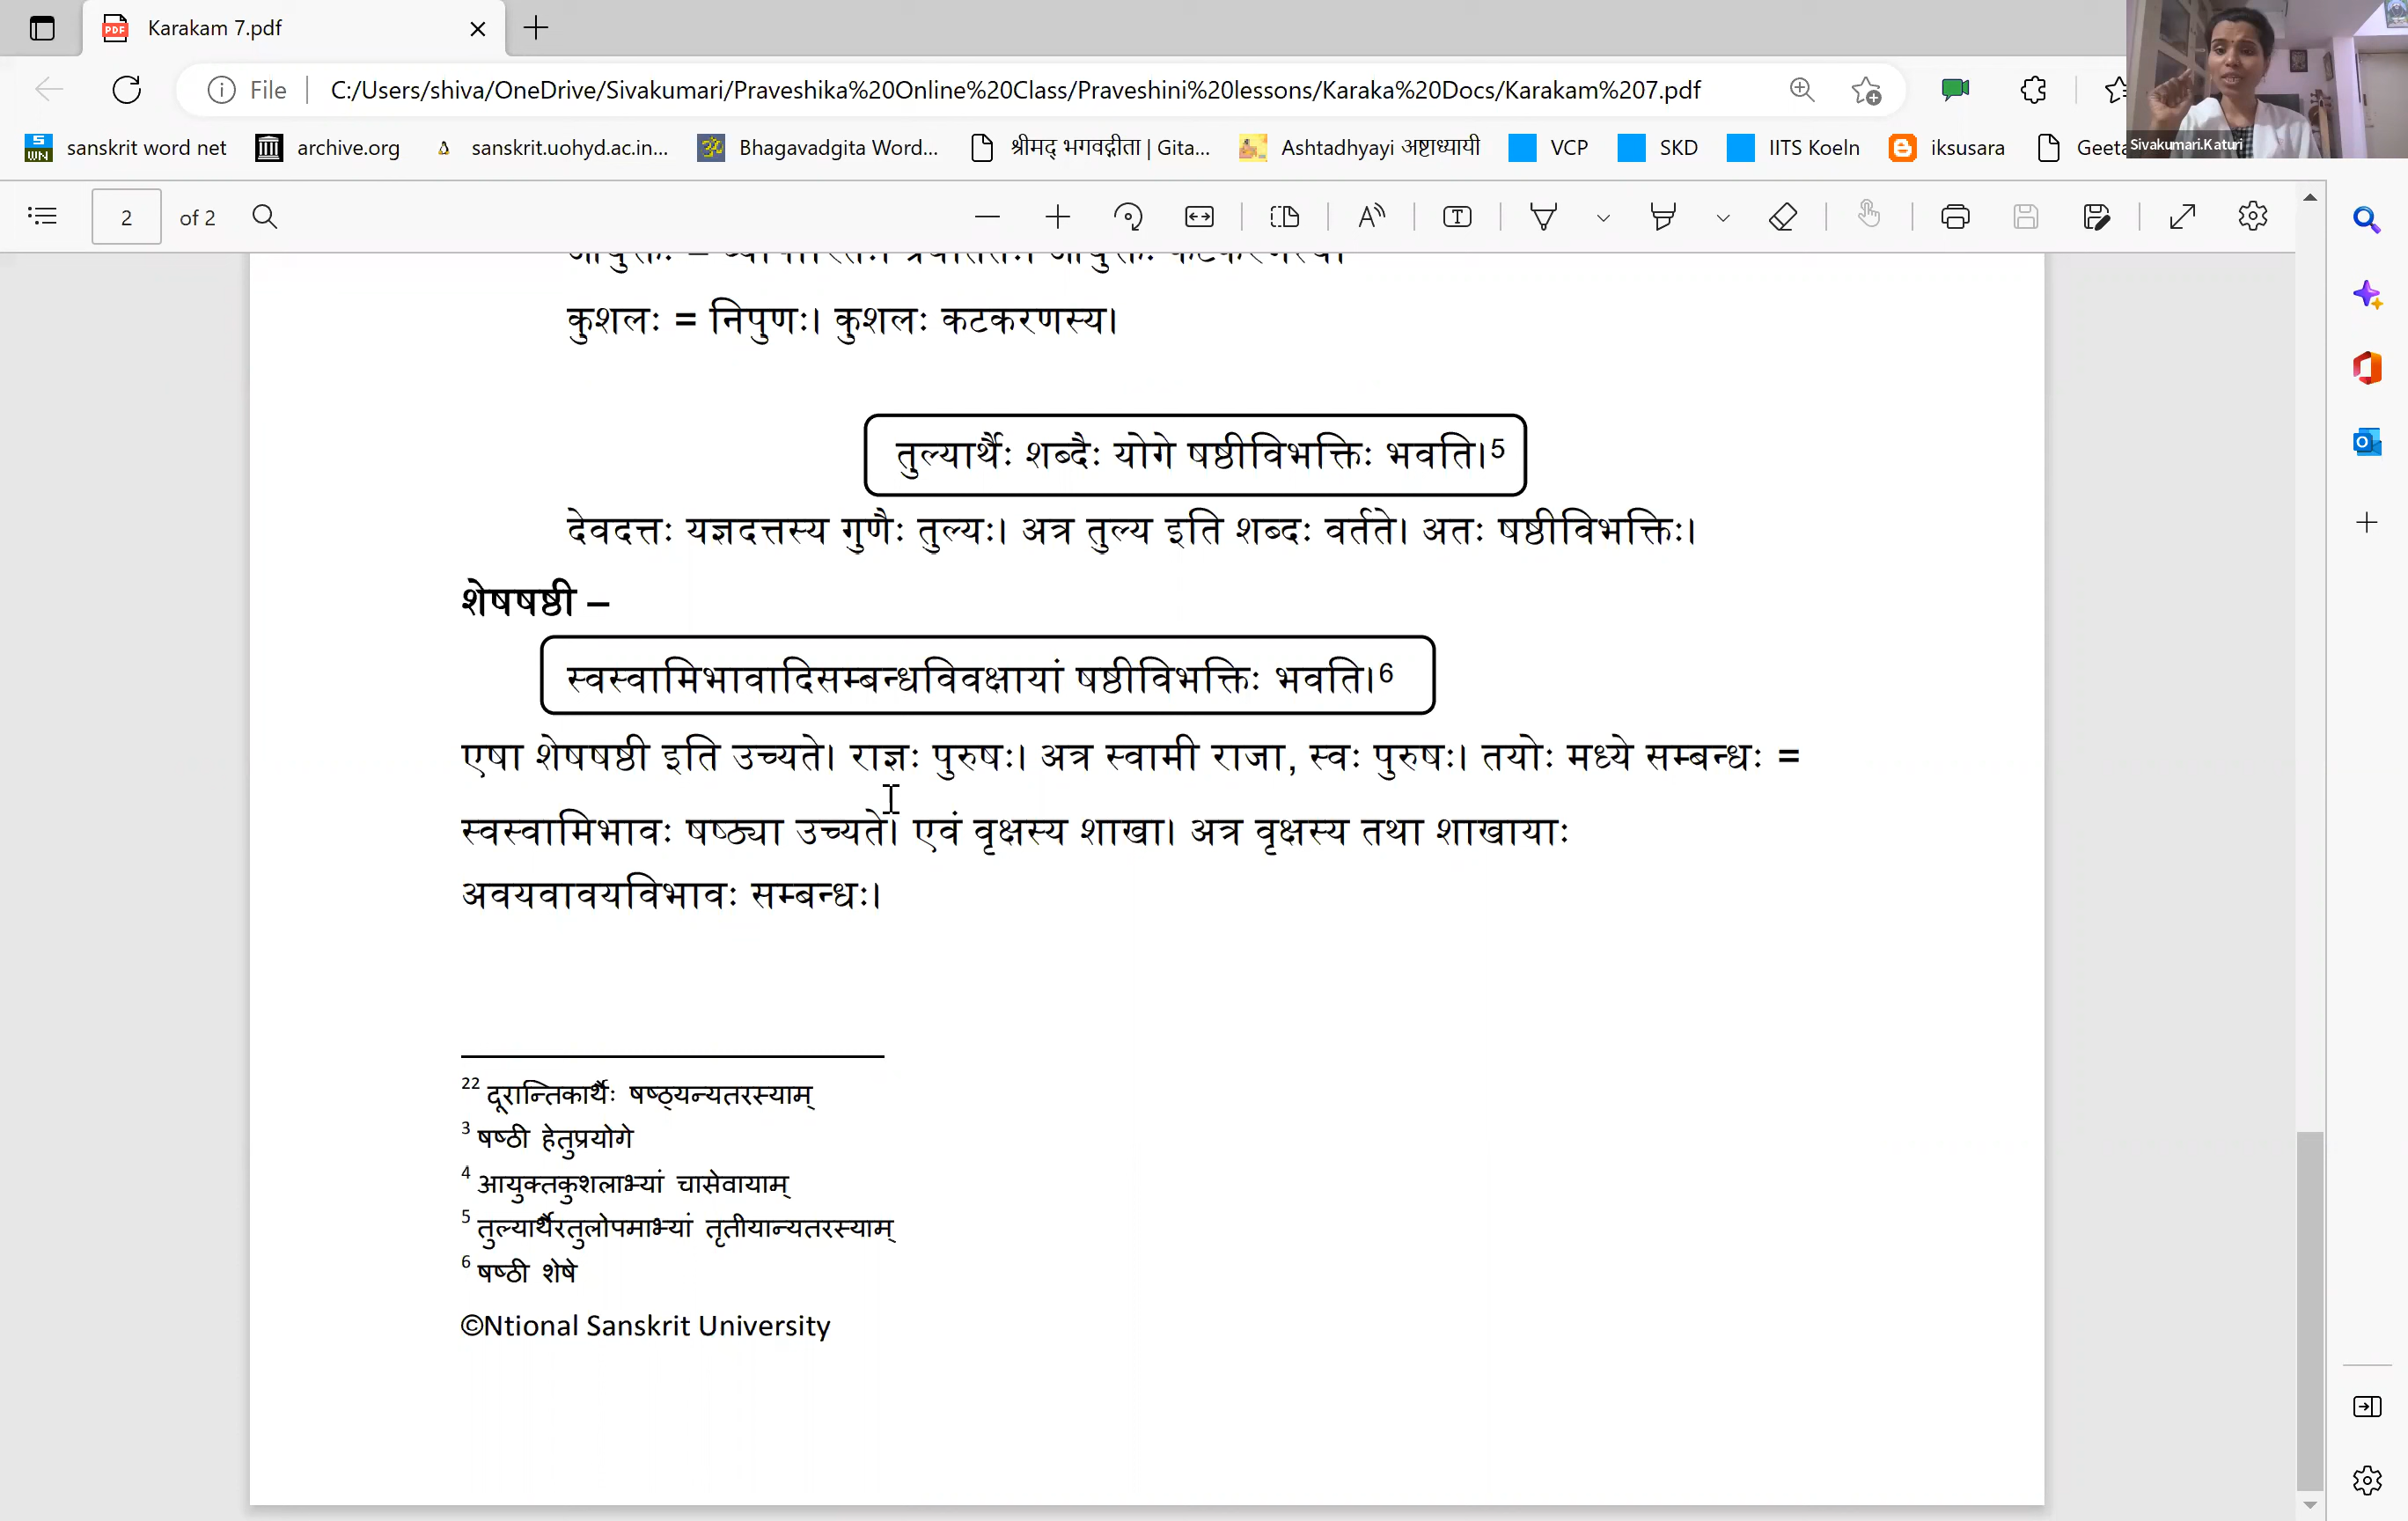 Karakam 7.pdf
File
C:/Users/shiva/OneDrive/Sivakumari/Praveshika%20Online%20Class/Praveshini%20lessons/Karaka%20Docs/Karakam%207.pdf
Sivakumari.Katuri
sanskrit word net archive.org sanskrit.uohyd.ac.in... Bhagavadgita Word... श्रीमद् भगवद्गीता | Gita... Ashtadhyayi अष्टाध्यायी VCP SKD IITS Koeln iksusara Geeta
2 of 2
आयुक्तः = व्यापारितः। प्रवर्तितः। आयुक्तः कटकरणस्य।
कुशलः = निपुणः। कुशलः कटकरणस्य।
तुल्यार्थैः शब्दैः योगे षष्ठीविभक्तिः भवति।5
देवदत्तः यज्ञदत्तस्य गुणैः तुल्यः। अत्र तुल्य इति शब्दः वर्तते। अतः षष्ठीविभक्तिः।
शेषषष्ठी –
स्वस्वामिभावादिसम्बन्धविवक्षायां षष्ठीविभक्तिः भवति।6
एषा शेषषष्ठी इति उच्यते। राज्ञः पुरुषः। अत्र स्वामी राजा, स्वः पुरुषः। तयोः मध्ये सम्बन्धः =
स्वस्वामिभावः षष्ठ्या उच्यते। एवं वृक्षस्य शाखा। अत्र वृक्षस्य तथा शाखायाः
अवयवावयविभावः सम्बन्धः।
22 दूरान्तिकार्थैः षष्ठ्यन्यतरस्याम्
3 षष्ठी हेतुप्रयोगे
4 आयुक्तकुशलाभ्यां चासेवायाम्
5 तुल्यार्थैरतुलोपमाभ्यां तृतीयान्यतरस्याम्
6 षष्ठी शेषे
©Ntional Sanskrit University